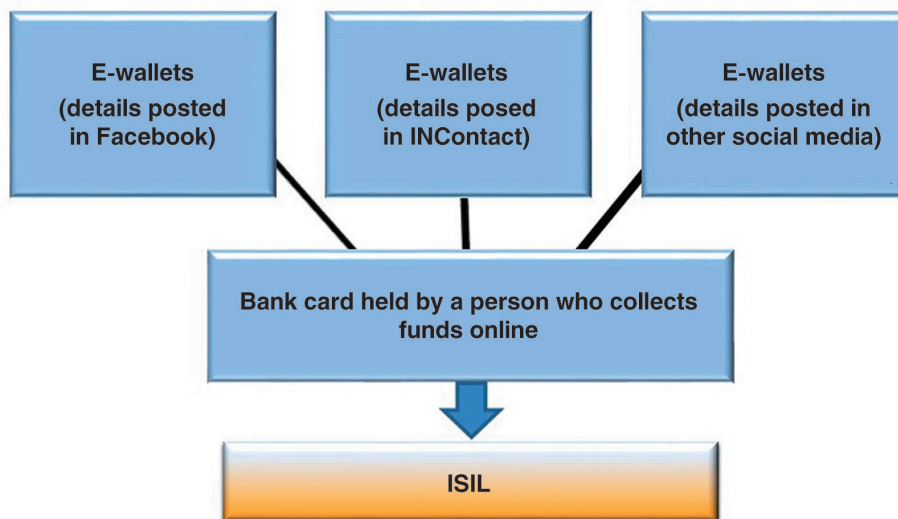 E-wallets
(details posted
in Facebook)
E-wallets
(details posed
in INContact)
E-wallets
(details posted in
other social media)
Bank card held by a person who collects
funds online
ISIL